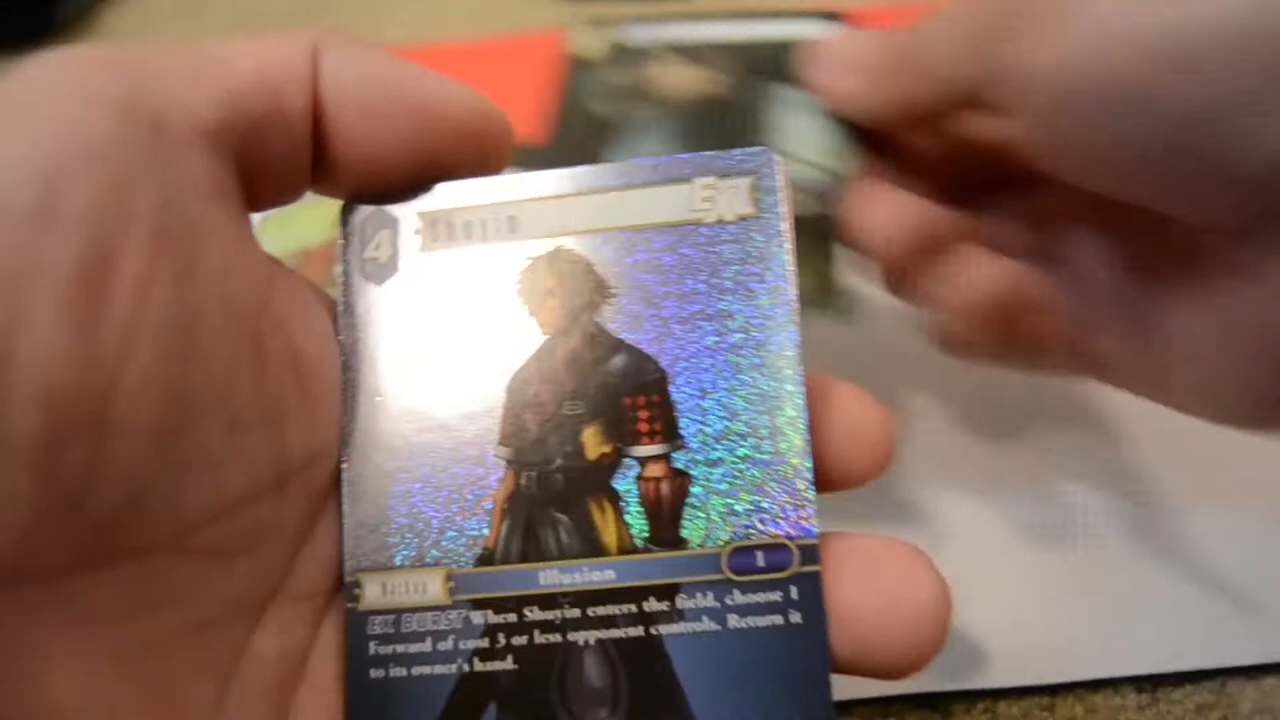 4 Shuyin EX
Backup Illusion I
EX BURST When Shuyin enters the field, choose 1
Forward of cost 3 or less opponent controls. Return it
to its owner's hand.